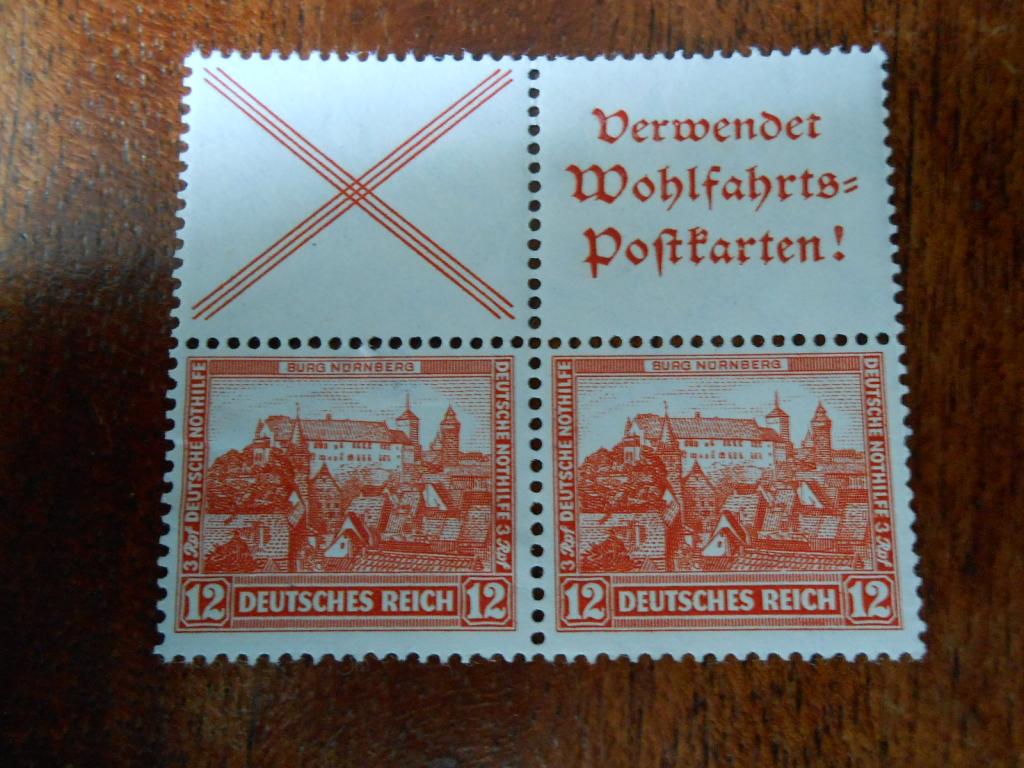 Verwendet
Wohlfahrts=
Poſtkarten!
BURG NÜRNBERG
3 Rpf DEUTSCHE NOTHILFE
DEUTSCHE NOTHILFE 3 Rpf
12 DEUTSCHES REICH 12
BURG NÜRNBERG
3 Rpf DEUTSCHE NOTHILFE
DEUTSCHE NOTHILFE 3 Rpf
12 DEUTSCHES REICH 12